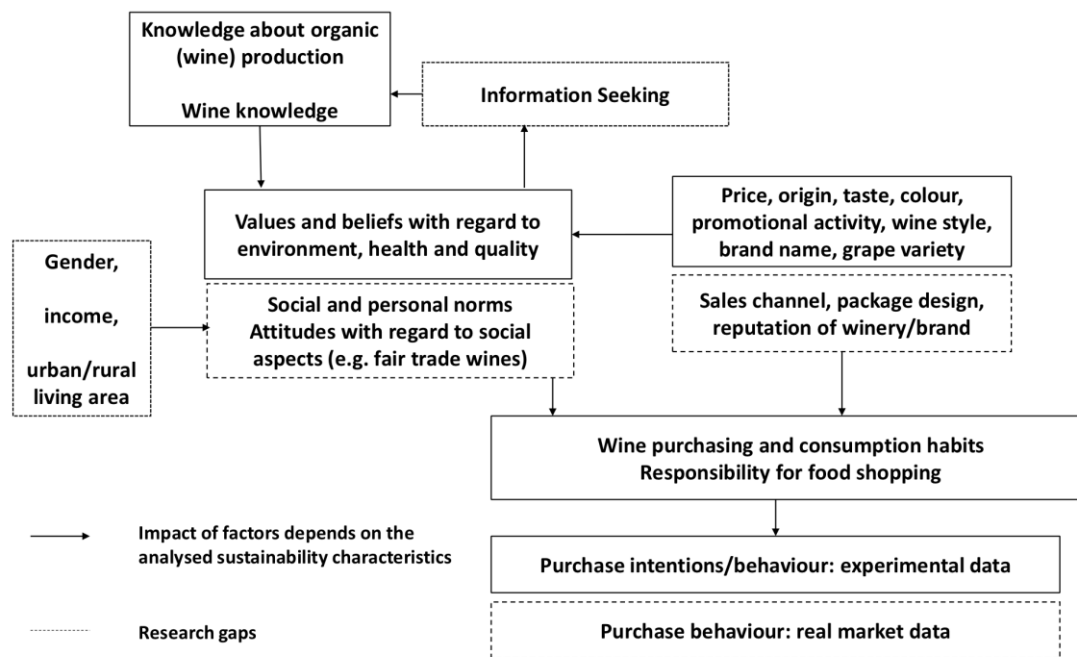 Knowledge about organic
(wine) production
Wine knowledge
Information Seeking
Values and beliefs with regard to
environment, health and quality
Price, origin, taste, colour,
promotional activity, wine style,
brand name, grape variety
Gender,
income,
urban/rural
living area
Social and personal norms
Attitudes with regard to social
aspects (e.g. fair trade wines)
Sales channel, package design,
reputation of winery/brand
Wine purchasing and consumption habits
Responsibility for food shopping
Impact of factors depends on the
analysed sustainability characteristics
Purchase intentions/behaviour: experimental data
Research gaps
Purchase behaviour: real market data